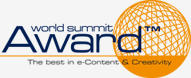 world summit
Award™
The best in e-Content & Creativity